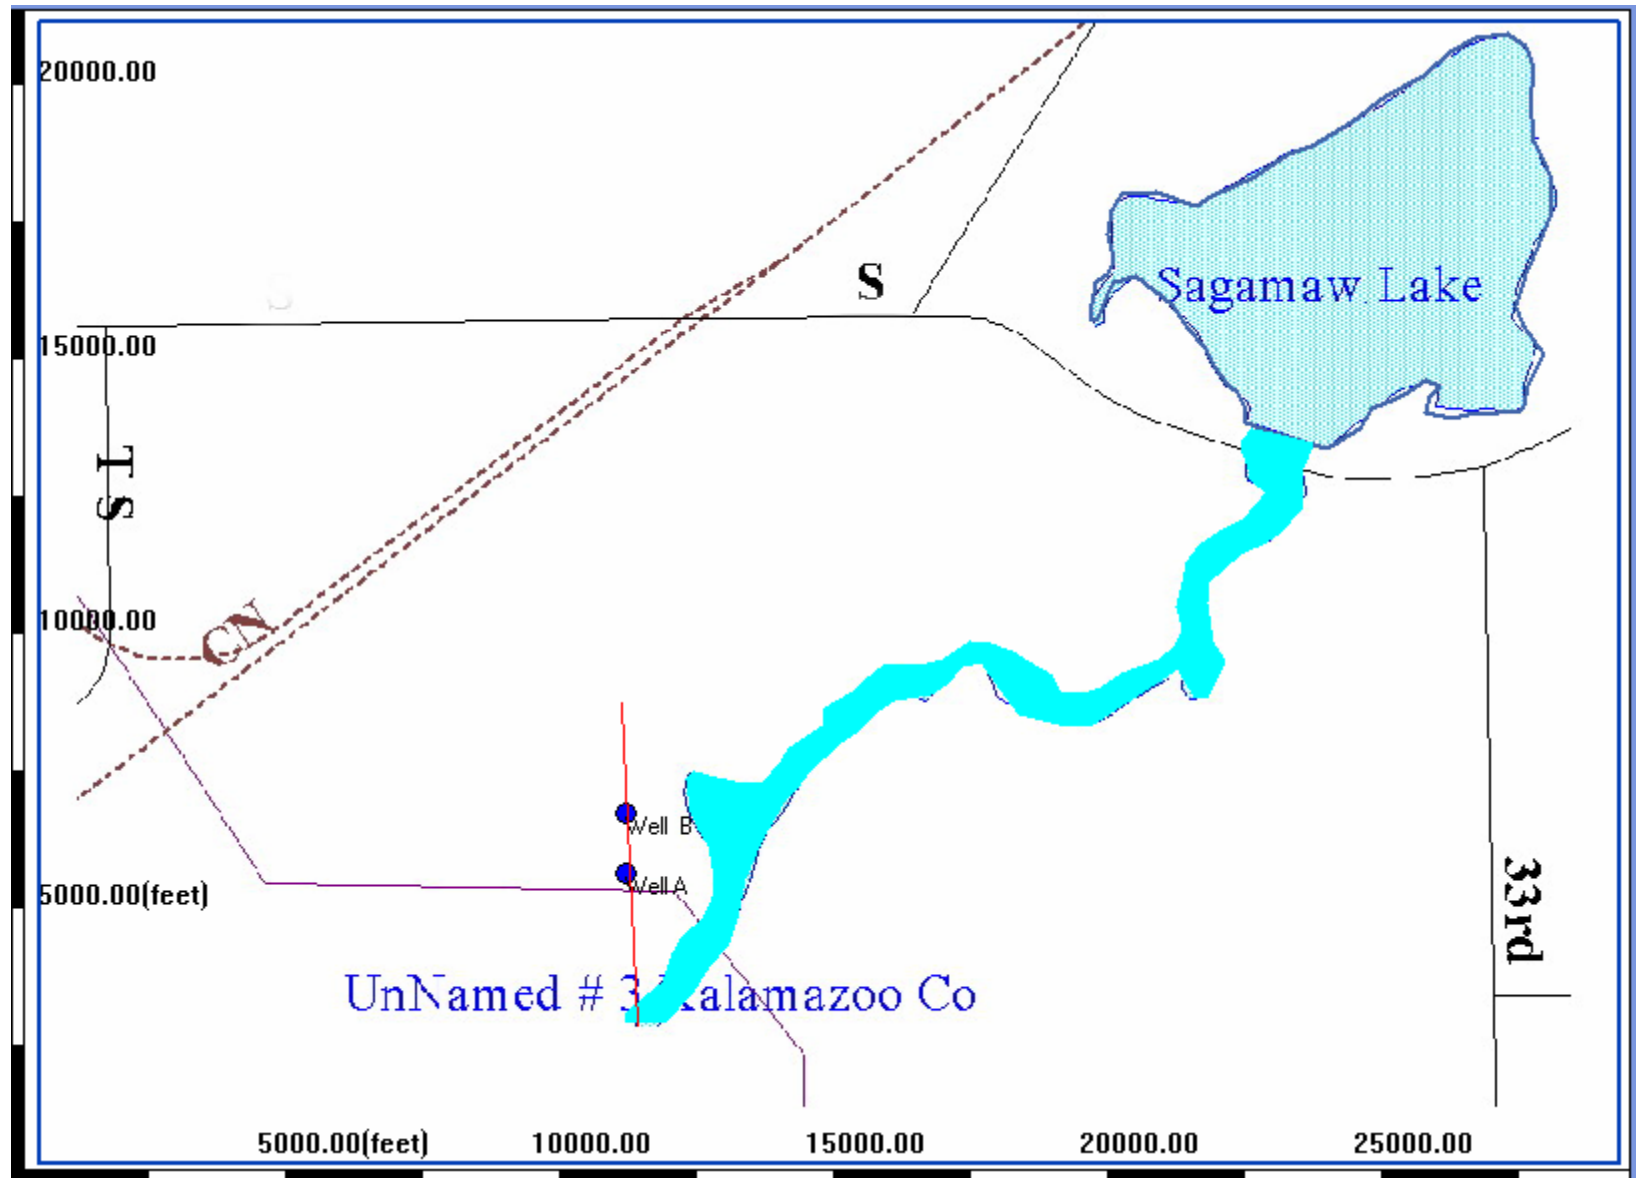 20000.00
S
S
Sagamaw Lake
15000.00
S T
10000.00
CN
Well B
Well A
5000.00(feet)
33rd
UnNamed # 3 Kalamazoo Co
5000.00(feet) 10000.00 15000.00 20000.00 25000.00